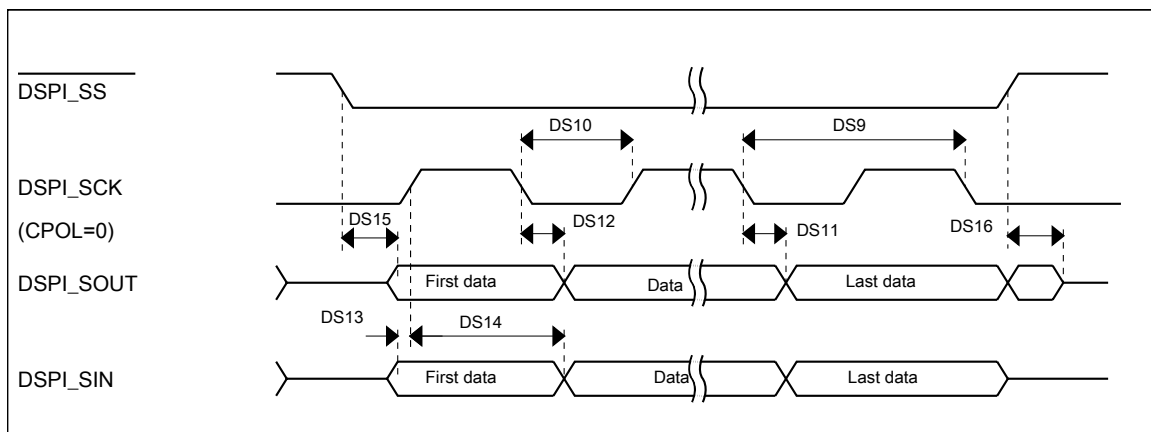 DSPI_SS
DS10
DS9
DSPI_SCK
(CPOL=0)
DS15
DS12
DS11
DS16
DSPI_SOUT
First data
Data
Last data
DS13
DS14
DSPI_SIN
First data
Data
Last data